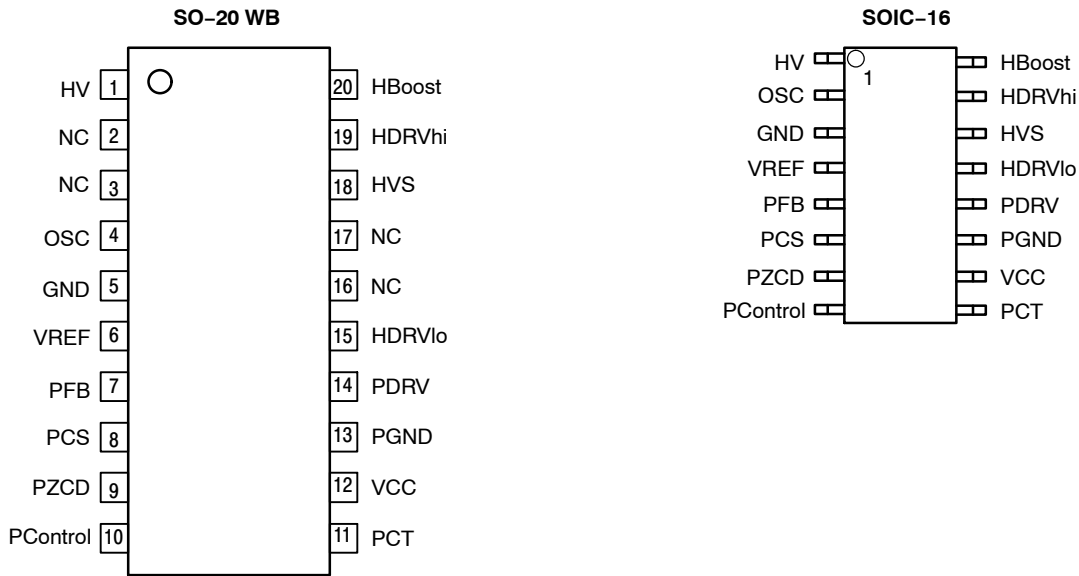 SO−20 WB
HV 1
NC 2
NC 3
OSC 4
GND 5
VREF 6
PFB 7
PCS 8
PZCD 9
PControl 10
20 HBoost
19 HDRVhi
18 HVS
17 NC
16 NC
15 HDRVlo
14 PDRV
13 PGND
12 VCC
11 PCT
SOIC−16
HV
1
OSC
GND
VREF
PFB
PCS
PZCD
PControl
HBoost
HDRVhi
HVS
HDRVlo
PDRV
PGND
VCC
PCT